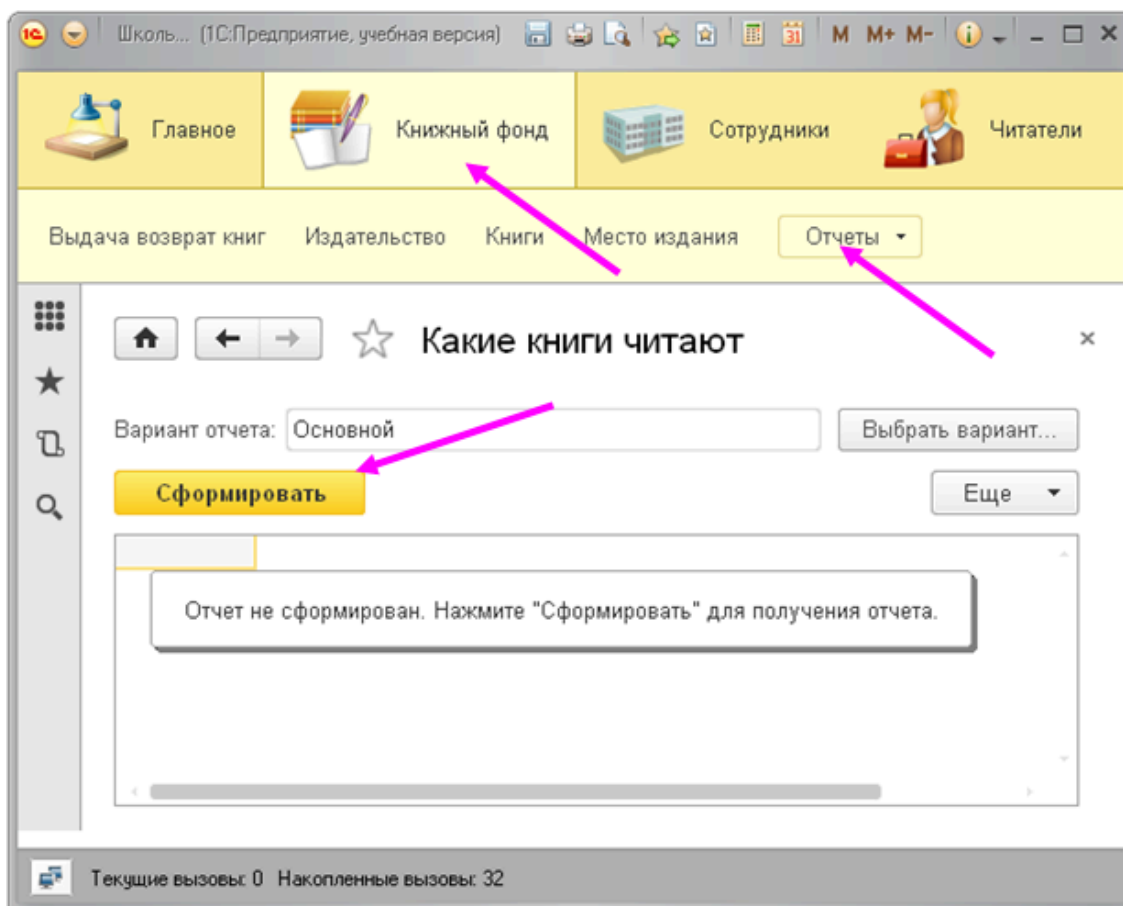 1С Школь... (1С:Предприятие, учебная версия) 31 M M+ M-
Главное Книжный фонд Сотрудники Читатели
Выдача возврат книг Издательство Книги Место издания Отчеты
Какие книги читают
Вариант отчета: Основной Выбрать вариант...
Сформировать Еще
Отчет не сформирован. Нажмите "Сформировать" для получения отчета.
Текущие вызовы: 0 Накопленные вызовы: 32